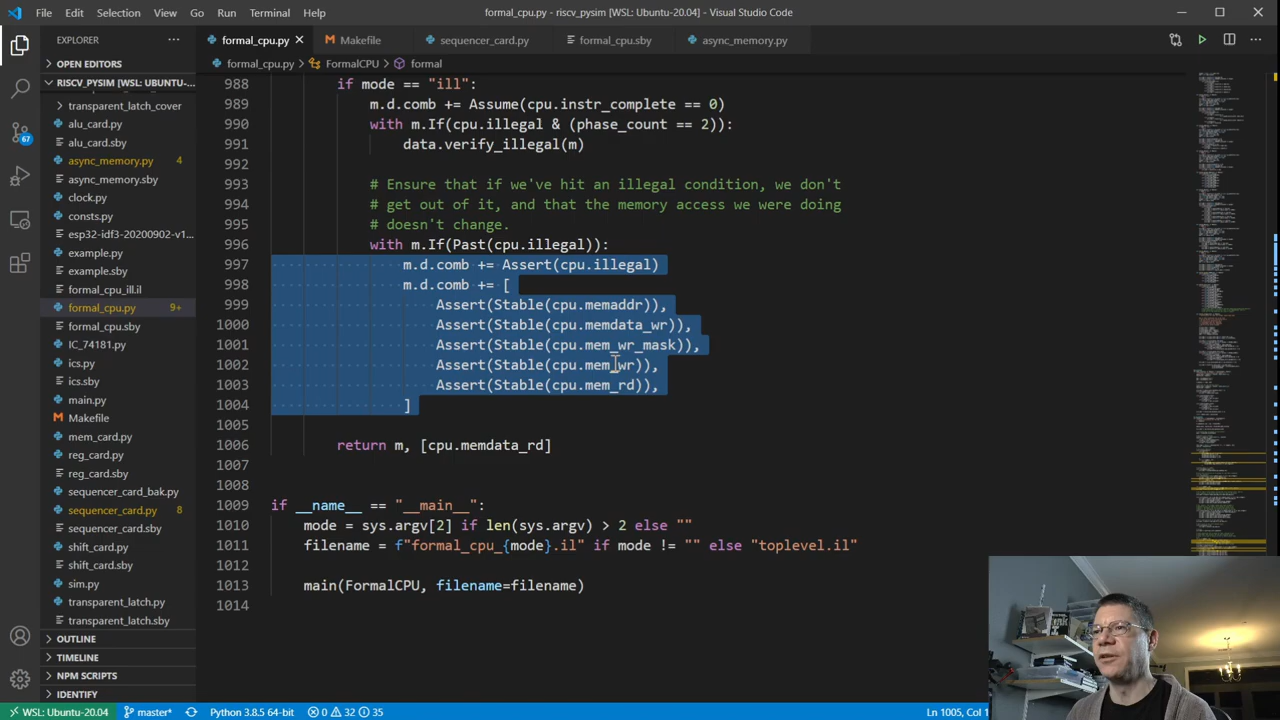 File Edit Selection View Go Run Terminal Help
formal_cpu.py - riscv_pysim [WSL: Ubuntu-20.04] - Visual Studio Code
EXPLORER
OPEN EDITORS
RISCV_PYSIM [WSL: UBUNTU-...
transparent_latch_cover
alu_card.py
alu_card.sby
async_memory.py 4
async_memory.sby
clock.py
consts.py
esp32-idf3-20200902-v1...
example.py
example.sby
formal_cpu_ill.il
formal_cpu.py 9+
formal_cpu.sby
IC_74181.py
ics.py
ics.sby
main.py
Makefile
mem_card.py
reg_card.py
reg_card.sby
sequencer_card_bak.py
sequencer_card.py 8
sequencer_card.sby
shift_card.py
shift_card.sby
sim.py
transparent_latch.py
transparent_latch.sby
OUTLINE
TIMELINE
NPM SCRIPTS
IDENTIFY
67
formal_cpu.py Makefile sequencer_card.py formal_cpu.sby async_memory.py
formal_cpu.py > FormalCPU > formal
988 if mode == "ill":
989 m.d.comb += Assume(cpu.instr_complete == 0)
990 with m.If(cpu.illegal & (phase_count == 2)):
991 data.verify_illegal(m)
992
993 # Ensure that if we've hit an illegal condition, we don't
994 # get out of it, and that the memory access we were doing
995 # doesn't change.
996 with m.If(Past(cpu.illegal)):
997 m.d.comb += Assert(cpu.illegal)
998 m.d.comb += [
999 Assert(Stable(cpu.memaddr)),
1000 Assert(Stable(cpu.memdata_wr)),
1001 Assert(Stable(cpu.mem_wr_mask)),
1002 Assert(Stable(cpu.mem_wr)),
1003 Assert(Stable(cpu.mem_rd)),
1004 ]
1005
1006 return m, [cpu.memdata_rd]
1007
1008
1009 if __name__ == "__main__":
1010 mode = sys.argv[2] if len(sys.argv) > 2 else ""
1011 filename = f"formal_cpu_{mode}.il" if mode != "" else "toplevel.il"
1012
1013 main(FormalCPU, filename=filename)
1014
WSL: Ubuntu-20.04 master* Python 3.8.5 64-bit 0 32 35 Ln 1005, Col 1